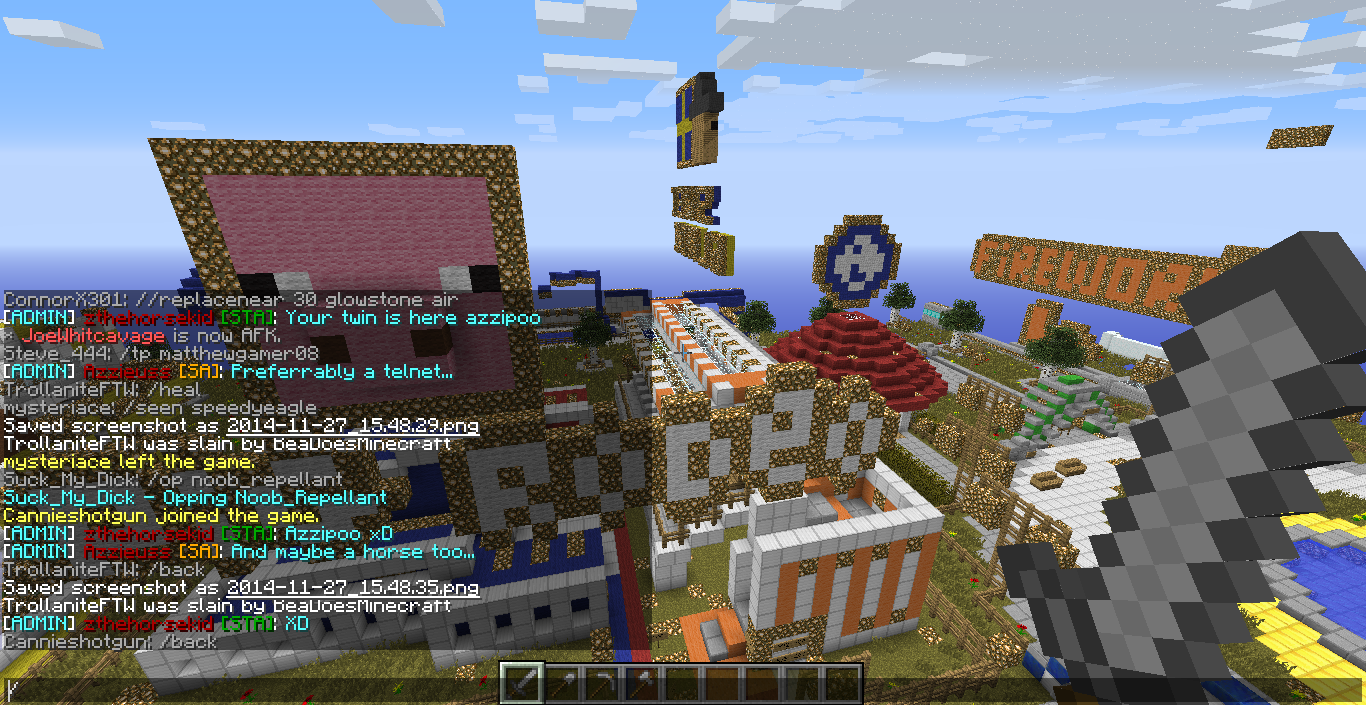 FiREWOR
ConnorX301: //replacenear 30 glowstone air
[ADMIN] zthehorsekid [STA]: Your twin is here azzipoo
* JoeWhitcavage is now AFK.
Steve_444: /tp matthewgamer08
[ADMIN] Azzieuss [SA]: Preferrably a telnet...
TrollaniteFTW: /heal
mysteriace: /seen speedyeagle
Saved screenshot as 2014-11-27_15.48.29.png
TrollaniteFTW was slain by BeaDoesMinecraft
mysteriace left the game.
Suck_My_Dick: /op noob_repellant
Suck_My_Dick - Opping Noob_Repellant
Cannieshotgun joined the game.
[ADMIN] zthehorsekid [STA]: Azzipoo xD
[ADMIN] Azzieuss [SA]: And maybe a horse too...
TrollaniteFTW: /back
Saved screenshot as 2014-11-27_15.48.35.png
TrollaniteFTW was slain by BeaDoesMinecraft
[ADMIN] zthehorsekid [STA]: XD
Cannieshotgun: /back
/